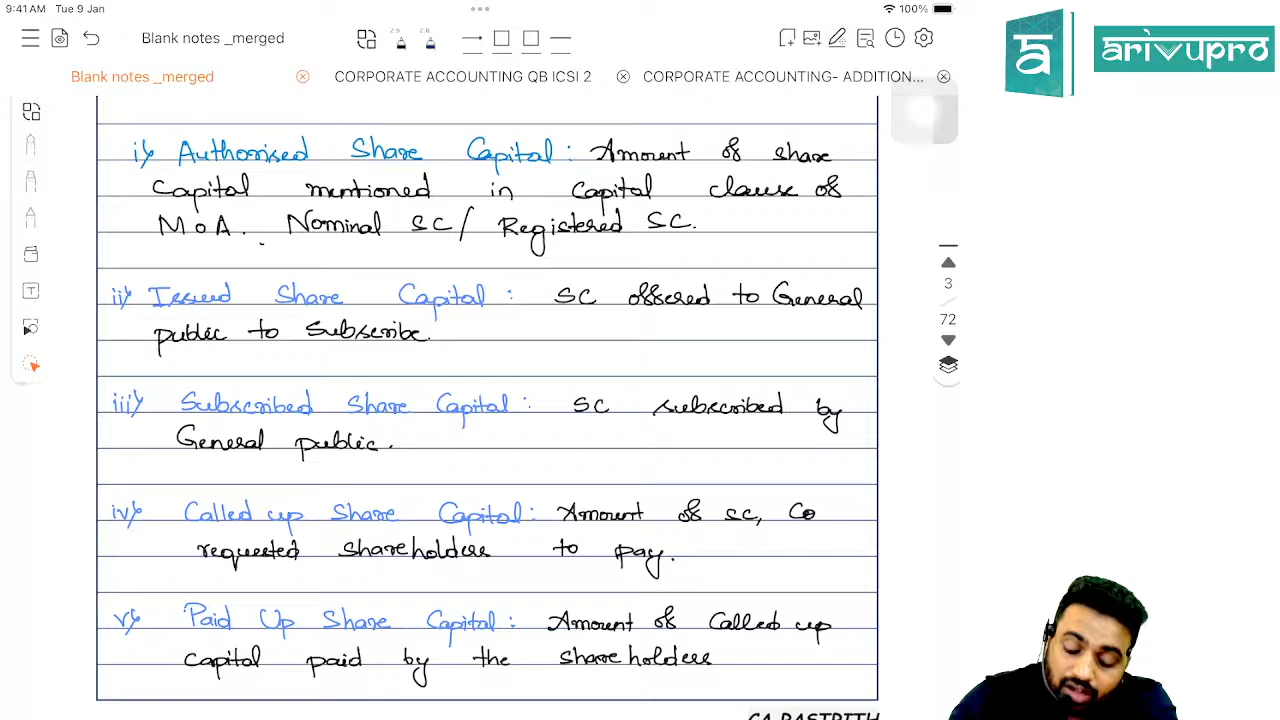 9:41 AM Tue 9 Jan
100%
Blank notes _merged
Blank notes _merged
CORPORATE ACCOUNTING QB ICSI 2
CORPORATE ACCOUNTING- ADDITION...
arivupro
i) Authorised Share Capital: Amount of share
Capital mentioned in Capital clause of
MoA. Nominal SC/ Registered SC.
ii) Issued Share Capital: SC offered to General
public to subscribe.
iii) Subscribed Share Capital: SC subscribed by
General public.
iv) Called up Share Capital: Amount of SC, Co
requested shareholders to pay.
v) Paid Up Share Capital: Amount of Called up
capital paid by the shareholders
3
72